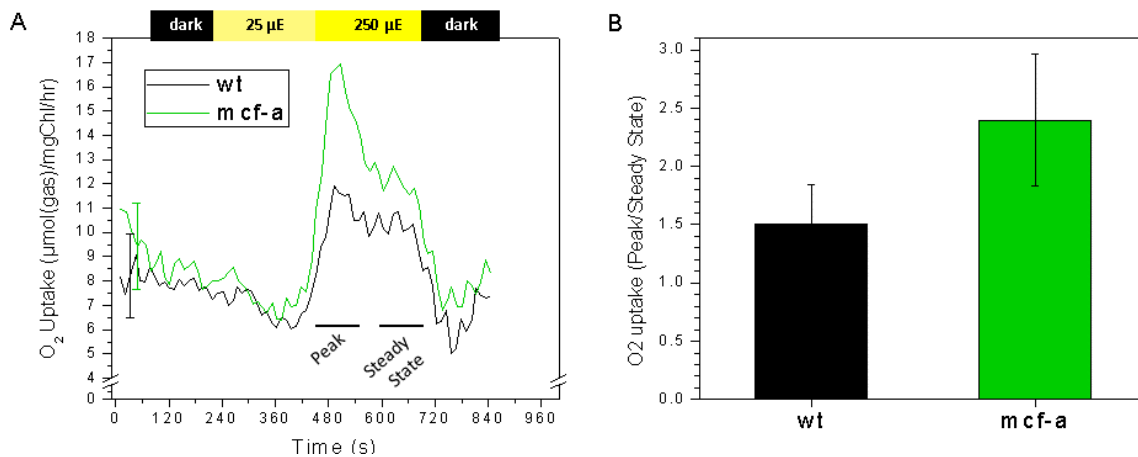 A
dark 25 µE 250 µE dark
18
17
16
15
14
13
12
11
10
9
8
7
6
5
4
0
O2 Uptake (µmol(gas)/mgChl/hr)
wt
mcf-a
Peak
Steady
State
0 120 240 360 480 600 720 840 960
Time (s)
B
3.0
2.5
2.0
1.5
1.0
0.5
0.0
O2 uptake (Peak/Steady State)
wt mcf-a